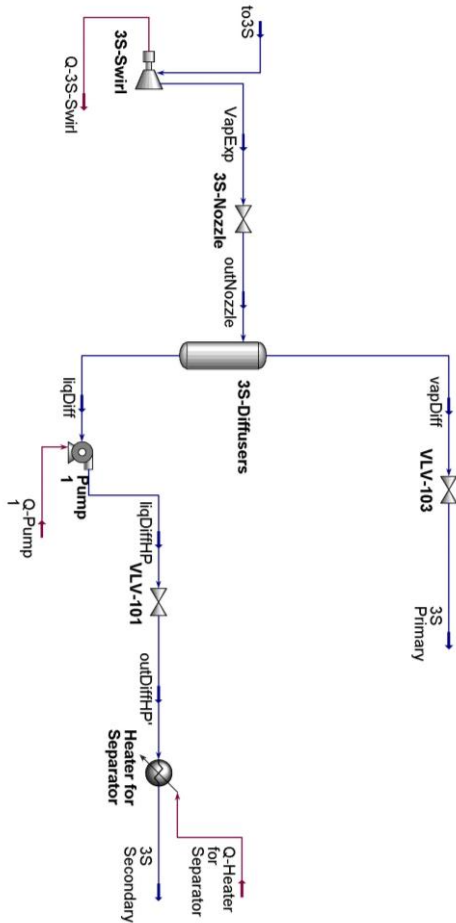 to3S
3S-Swirl
Q-3S-Swirl
VapExp
3S-Nozzle
outNozzle
3S-Diffusers
vapDiff
VLV-103
3S
Primary
liqDiff
Pump
1
Q-Pump
1
liqDiffHP
VLV-101
outDiffHP'
Heater for
Separator
Q-Heater
for
Separator
3S
Secondary